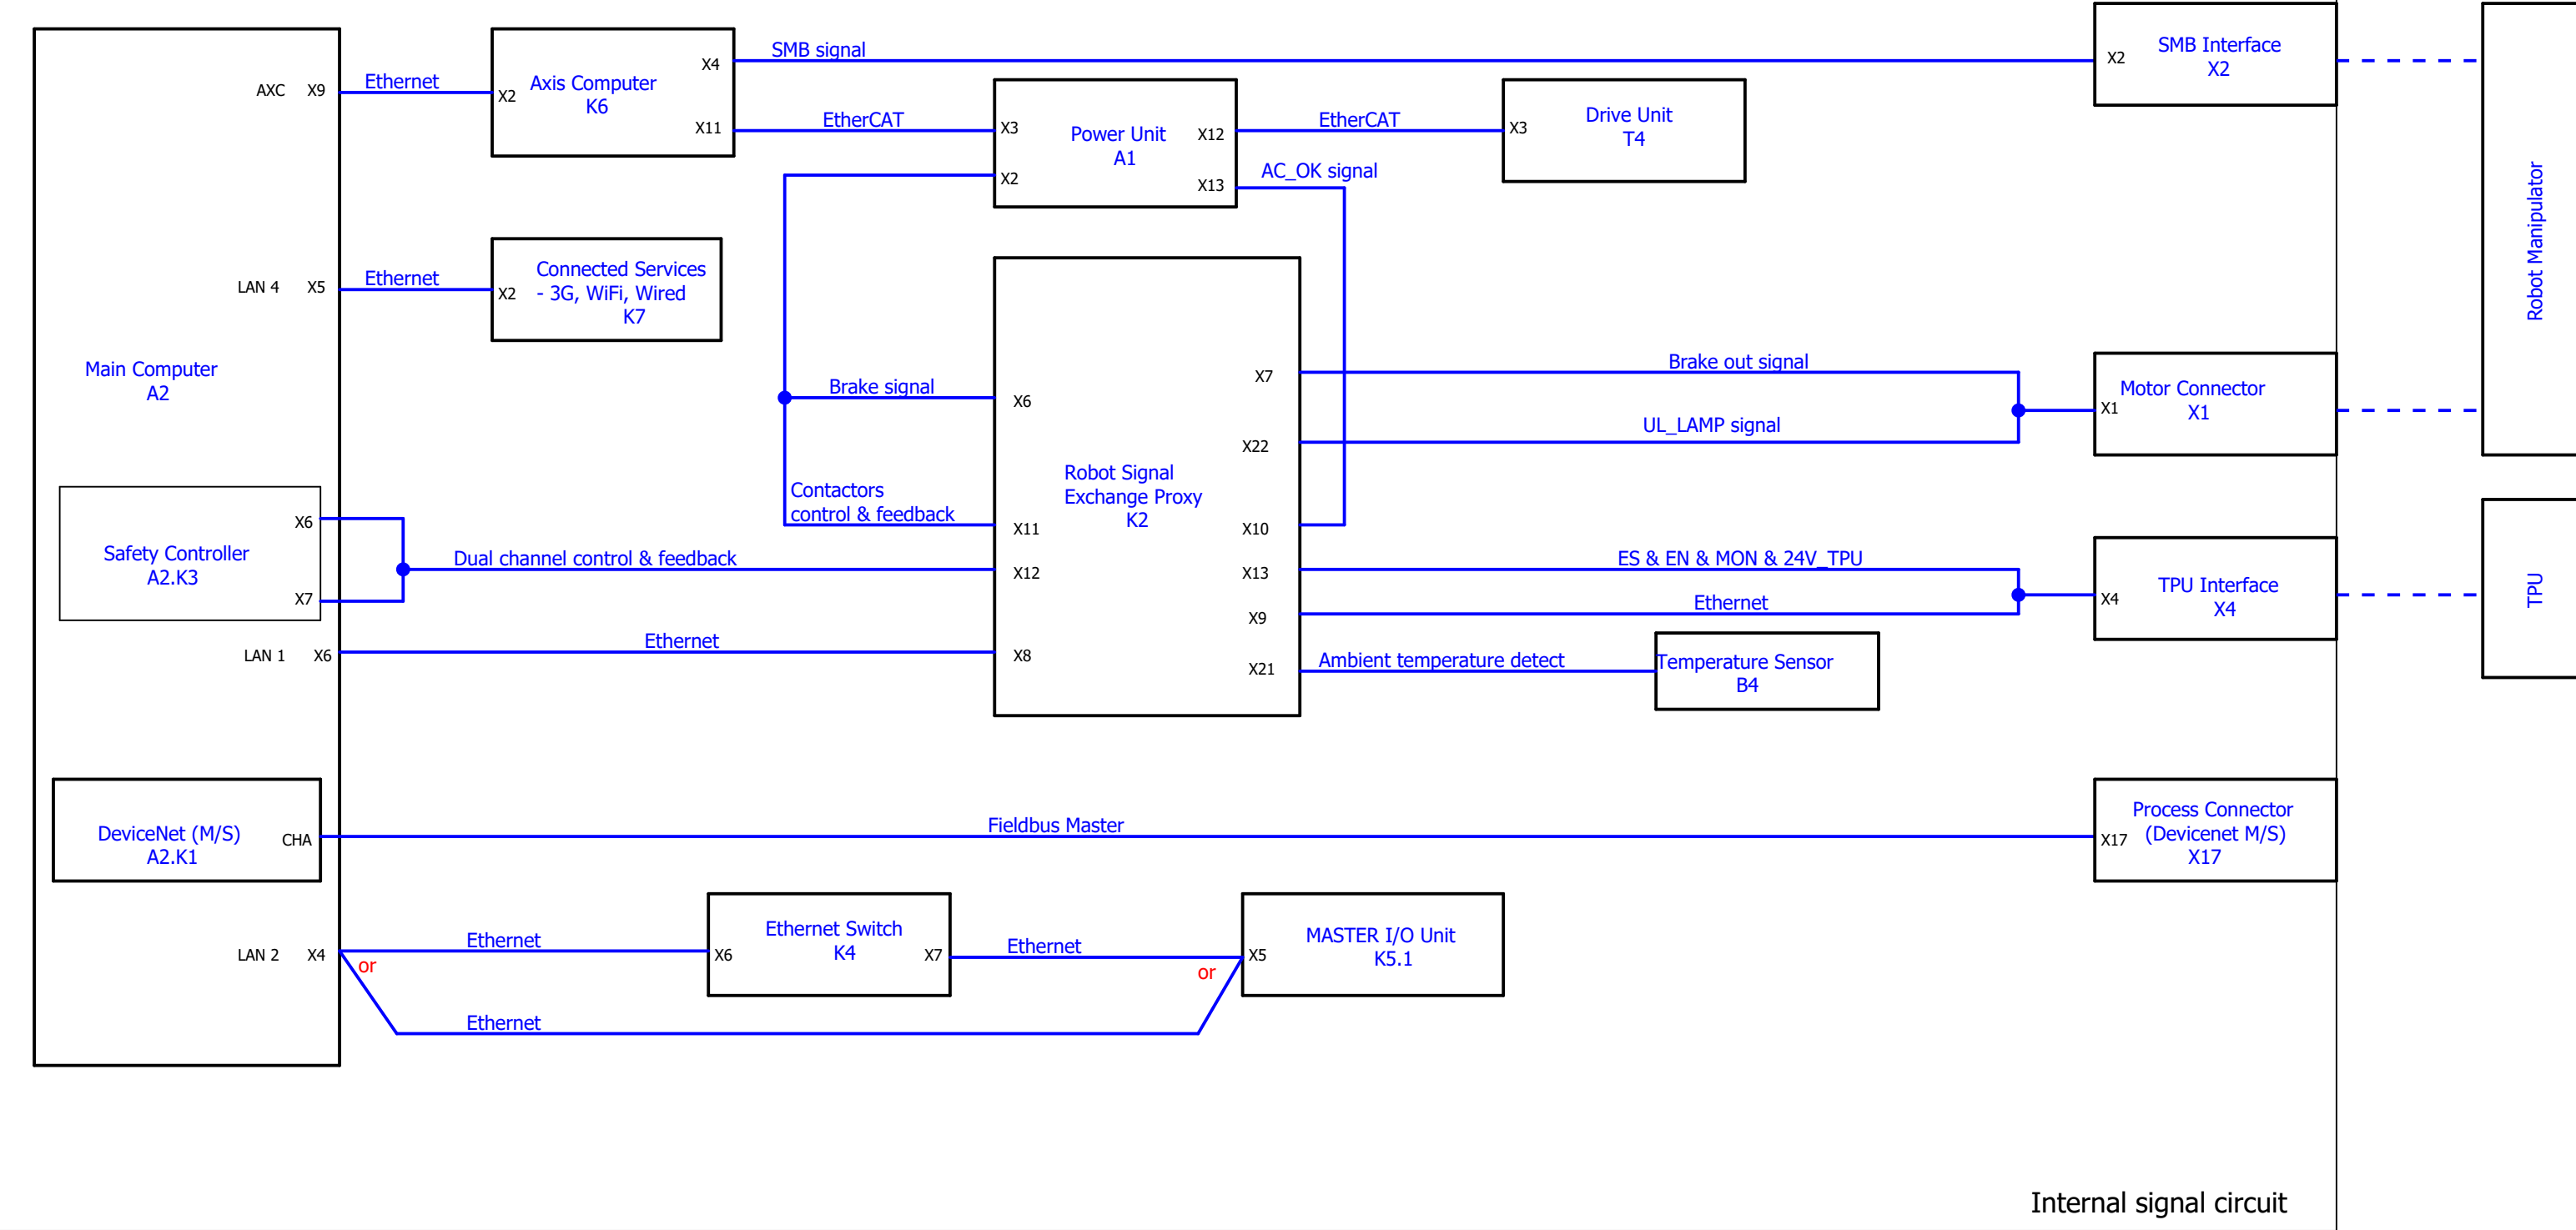 SMB signal
X2
SMB Interface
X2
AXC
X9
Ethernet
X2
Axis Computer
K6
X4
X11
EtherCAT
X3
X2
Power Unit
A1
X12
X13
EtherCAT
X3
Drive Unit
T4
AC_OK signal
Robot Manipulator
LAN 4
X5
Ethernet
X2
Connected Services
- 3G, WiFi, Wired
K7
Main Computer
A2
Brake signal
X6
X7
Brake out signal
X22
UL_LAMP signal
X1
Motor Connector
X1
Robot Signal
Exchange Proxy
K2
Contactors
control & feedback
X11
X10
Safety Controller
A2.K3
X6
X7
Dual channel control & feedback
X12
X13
ES & EN & MON & 24V_TPU
X9
Ethernet
X4
TPU Interface
X4
TPU
LAN 1
X6
Ethernet
X8
X21
Ambient temperature detect
Temperature Sensor
B4
DeviceNet (M/S)
A2.K1
CHA
Fieldbus Master
X17
Process Connector
(Devicenet M/S)
X17
LAN 2
X4
or
Ethernet
X6
Ethernet Switch
K4
X7
Ethernet
or
X5
MASTER I/O Unit
K5.1
Ethernet
Internal signal circuit